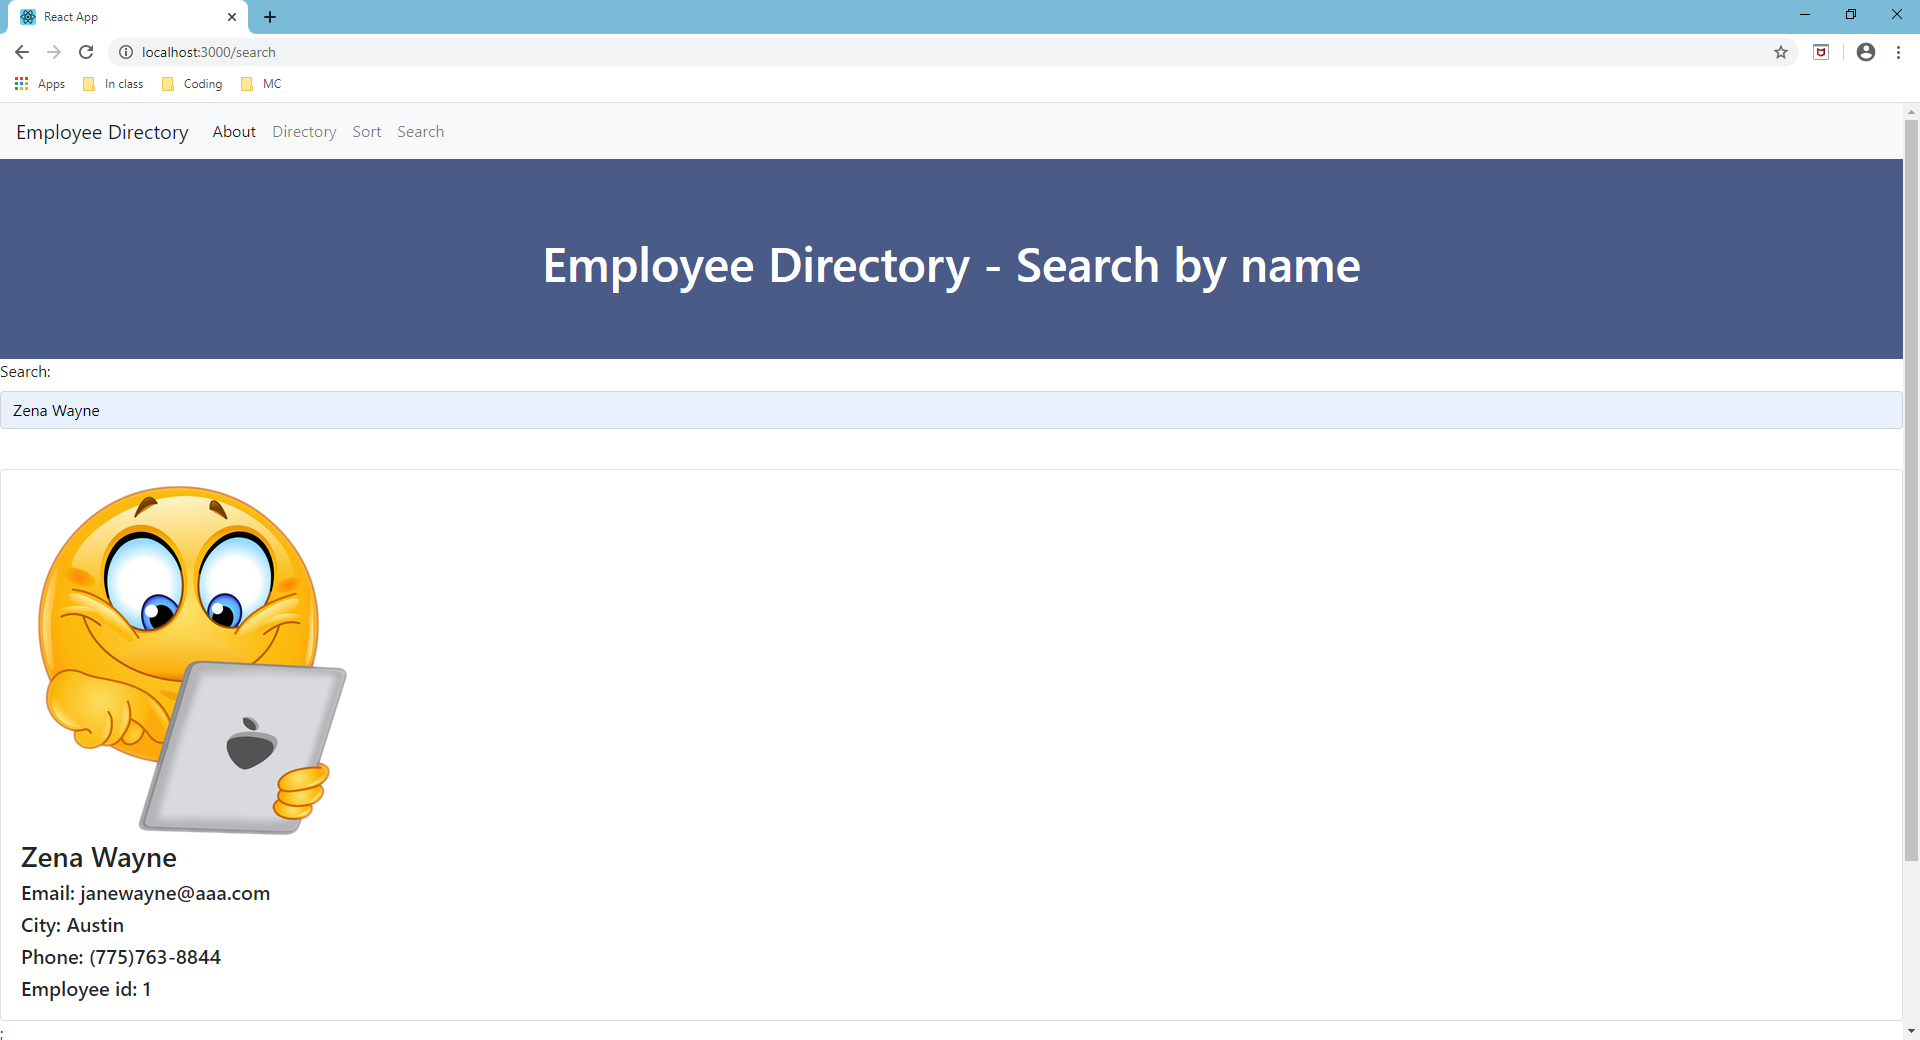 React App
localhost:3000/search
Apps In class Coding MC
Employee Directory About Directory Sort Search
Employee Directory - Search by name
Search:
Zena Wayne
Zena Wayne
Email: janewayne@aaa.com
City: Austin
Phone: (775)763-8844
Employee id: 1
;